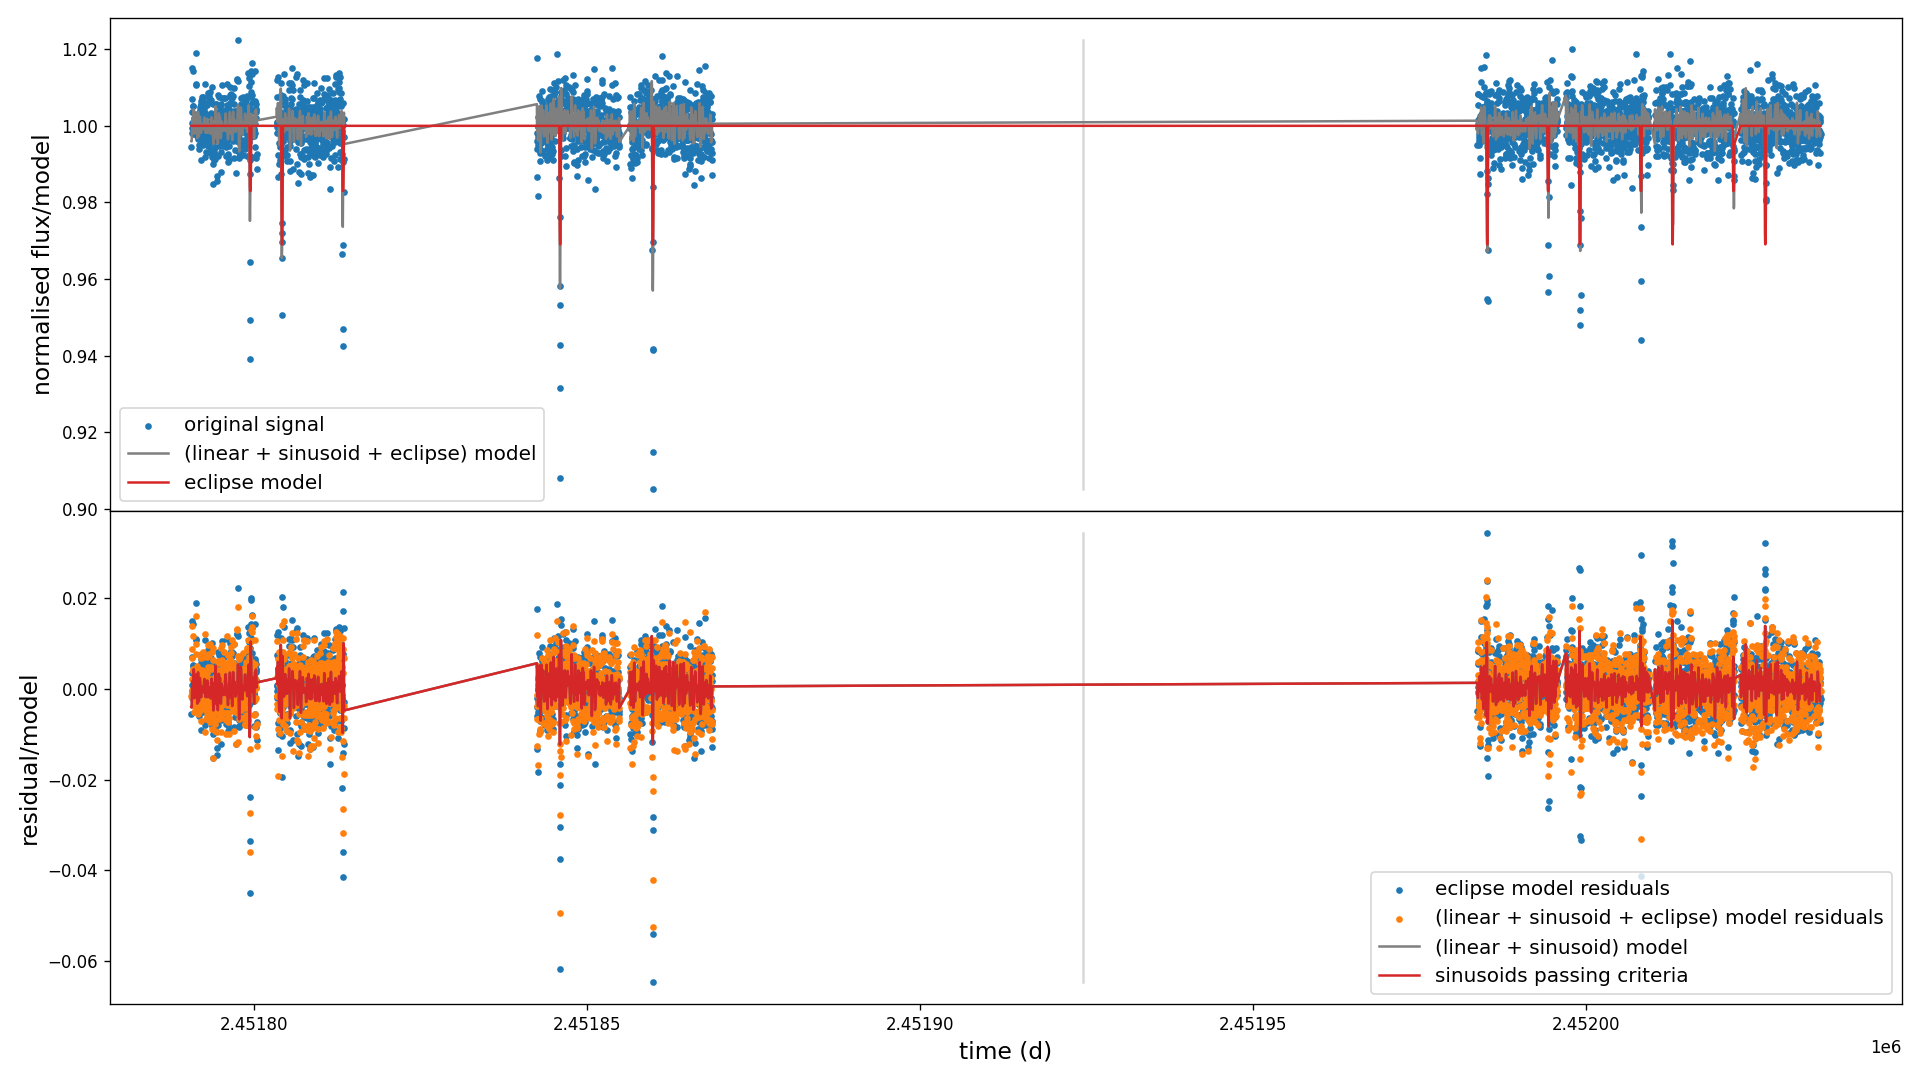 1.02
1.00
0.98
0.96
0.94
0.92
0.90
normalised flux/model
original signal
(linear + sinusoid + eclipse) model
eclipse model
0.02
0.00
−0.02
−0.04
−0.06
residual/model
eclipse model residuals
(linear + sinusoid + eclipse) model residuals
(linear + sinusoid) model
sinusoids passing criteria
2.45180 2.45185 2.45190 2.45195 2.45200
1e6
time (d)